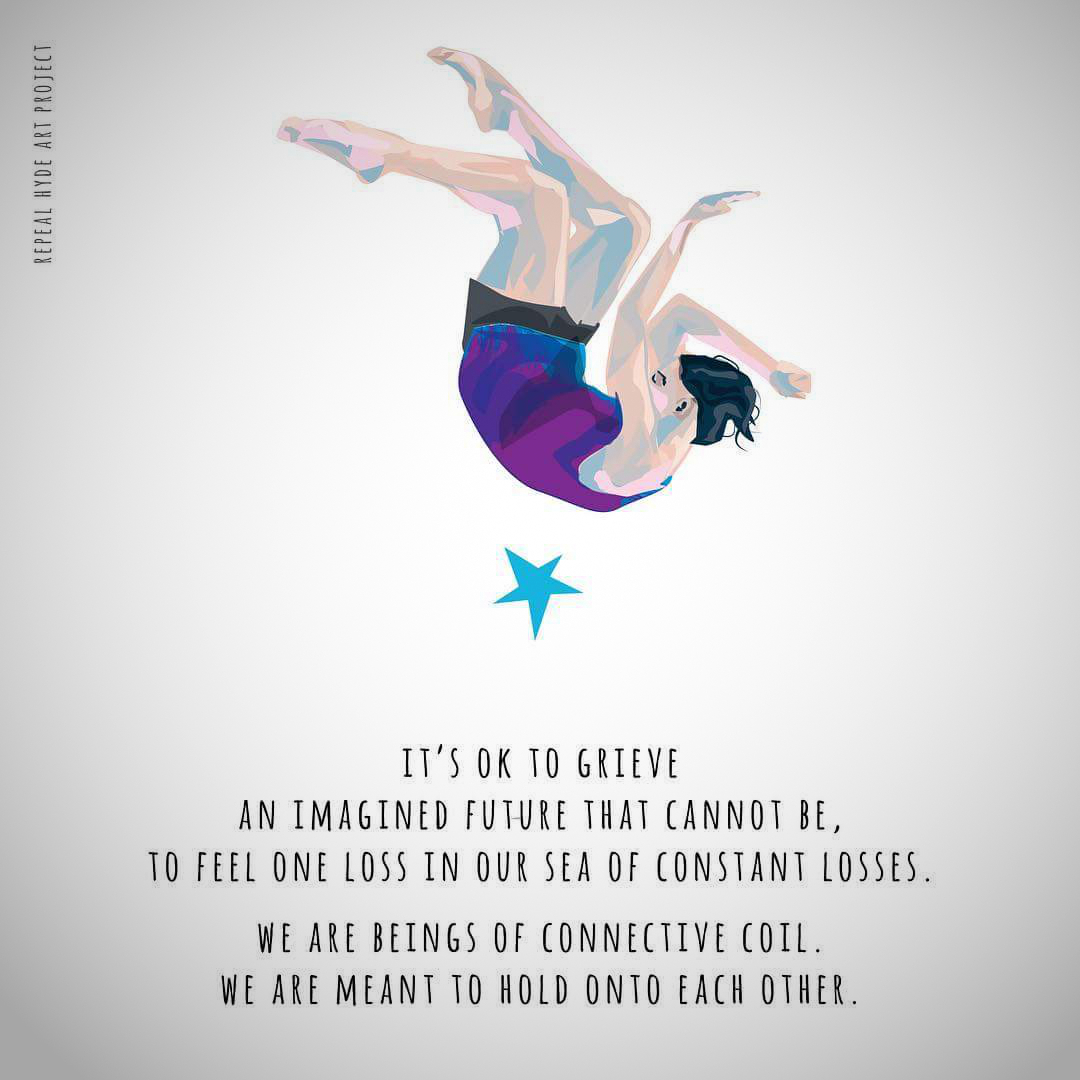 REPEAL HYDE ART PROJECT
IT'S OK TO GRIEVE
AN IMAGINED FUTURE THAT CANNOT BE,
TO FEEL ONE LOSS IN OUR SEA OF CONSTANT LOSSES.
WE ARE BEINGS OF CONNECTIVE COIL.
WE ARE MEANT TO HOLD ONTO EACH OTHER.